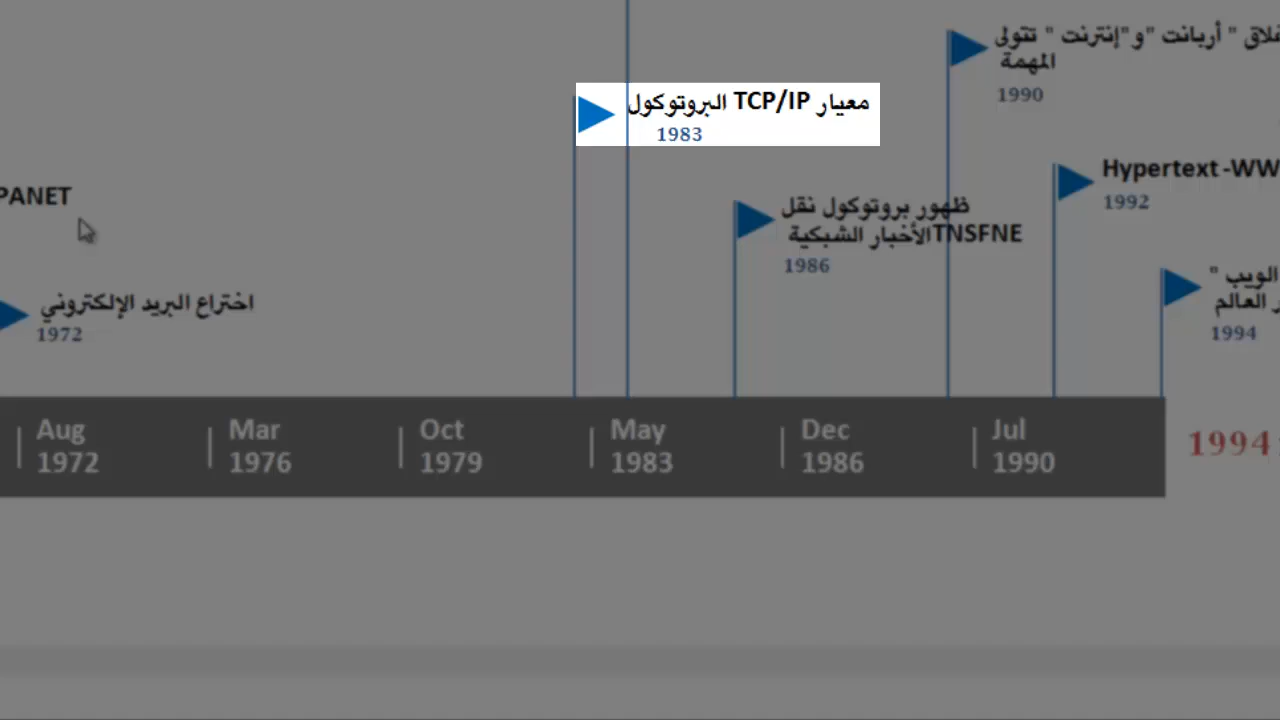 إغلاق " أربانت "و"إنترنت " تتولى
المهمة
1990
معيار TCP/IP البروتوكول
1983
Hypertext -WW
1992
PANET
ظهور بروتوكول نقل
TNSFNEالأخبار الشبكية
1986
الويب "
العالم
1994
اختراع البريد الإلكتروني
1972
Aug
1972
Mar
1976
Oct
1979
May
1983
Dec
1986
Jul
1990
1994